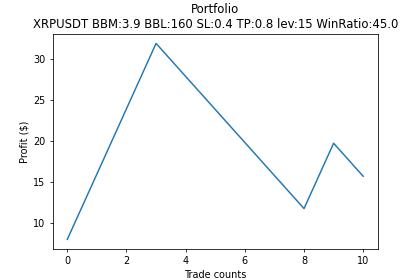 Portfolio
XRPUSDT BBM:3.9 BBL:160 SL:0.4 TP:0.8 lev:15 WinRatio:45.0
30
25
20
15
10
Profit ($)
0 2 4 6 8 10
Trade counts